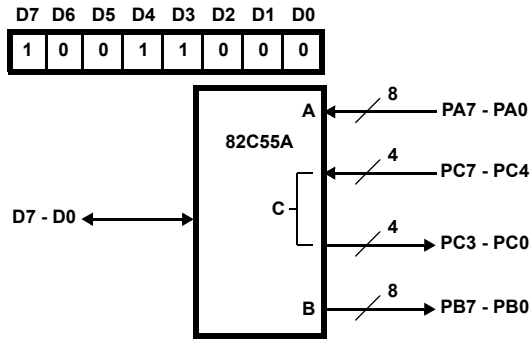 D7 D6 D5 D4 D3 D2 D1 D0
1 0 0 1 1 0 0 0
8
A PA7 - PA0
82C55A
4
PC7 - PC4
C
D7 - D0
4
PC3 - PC0
8
B PB7 - PB0